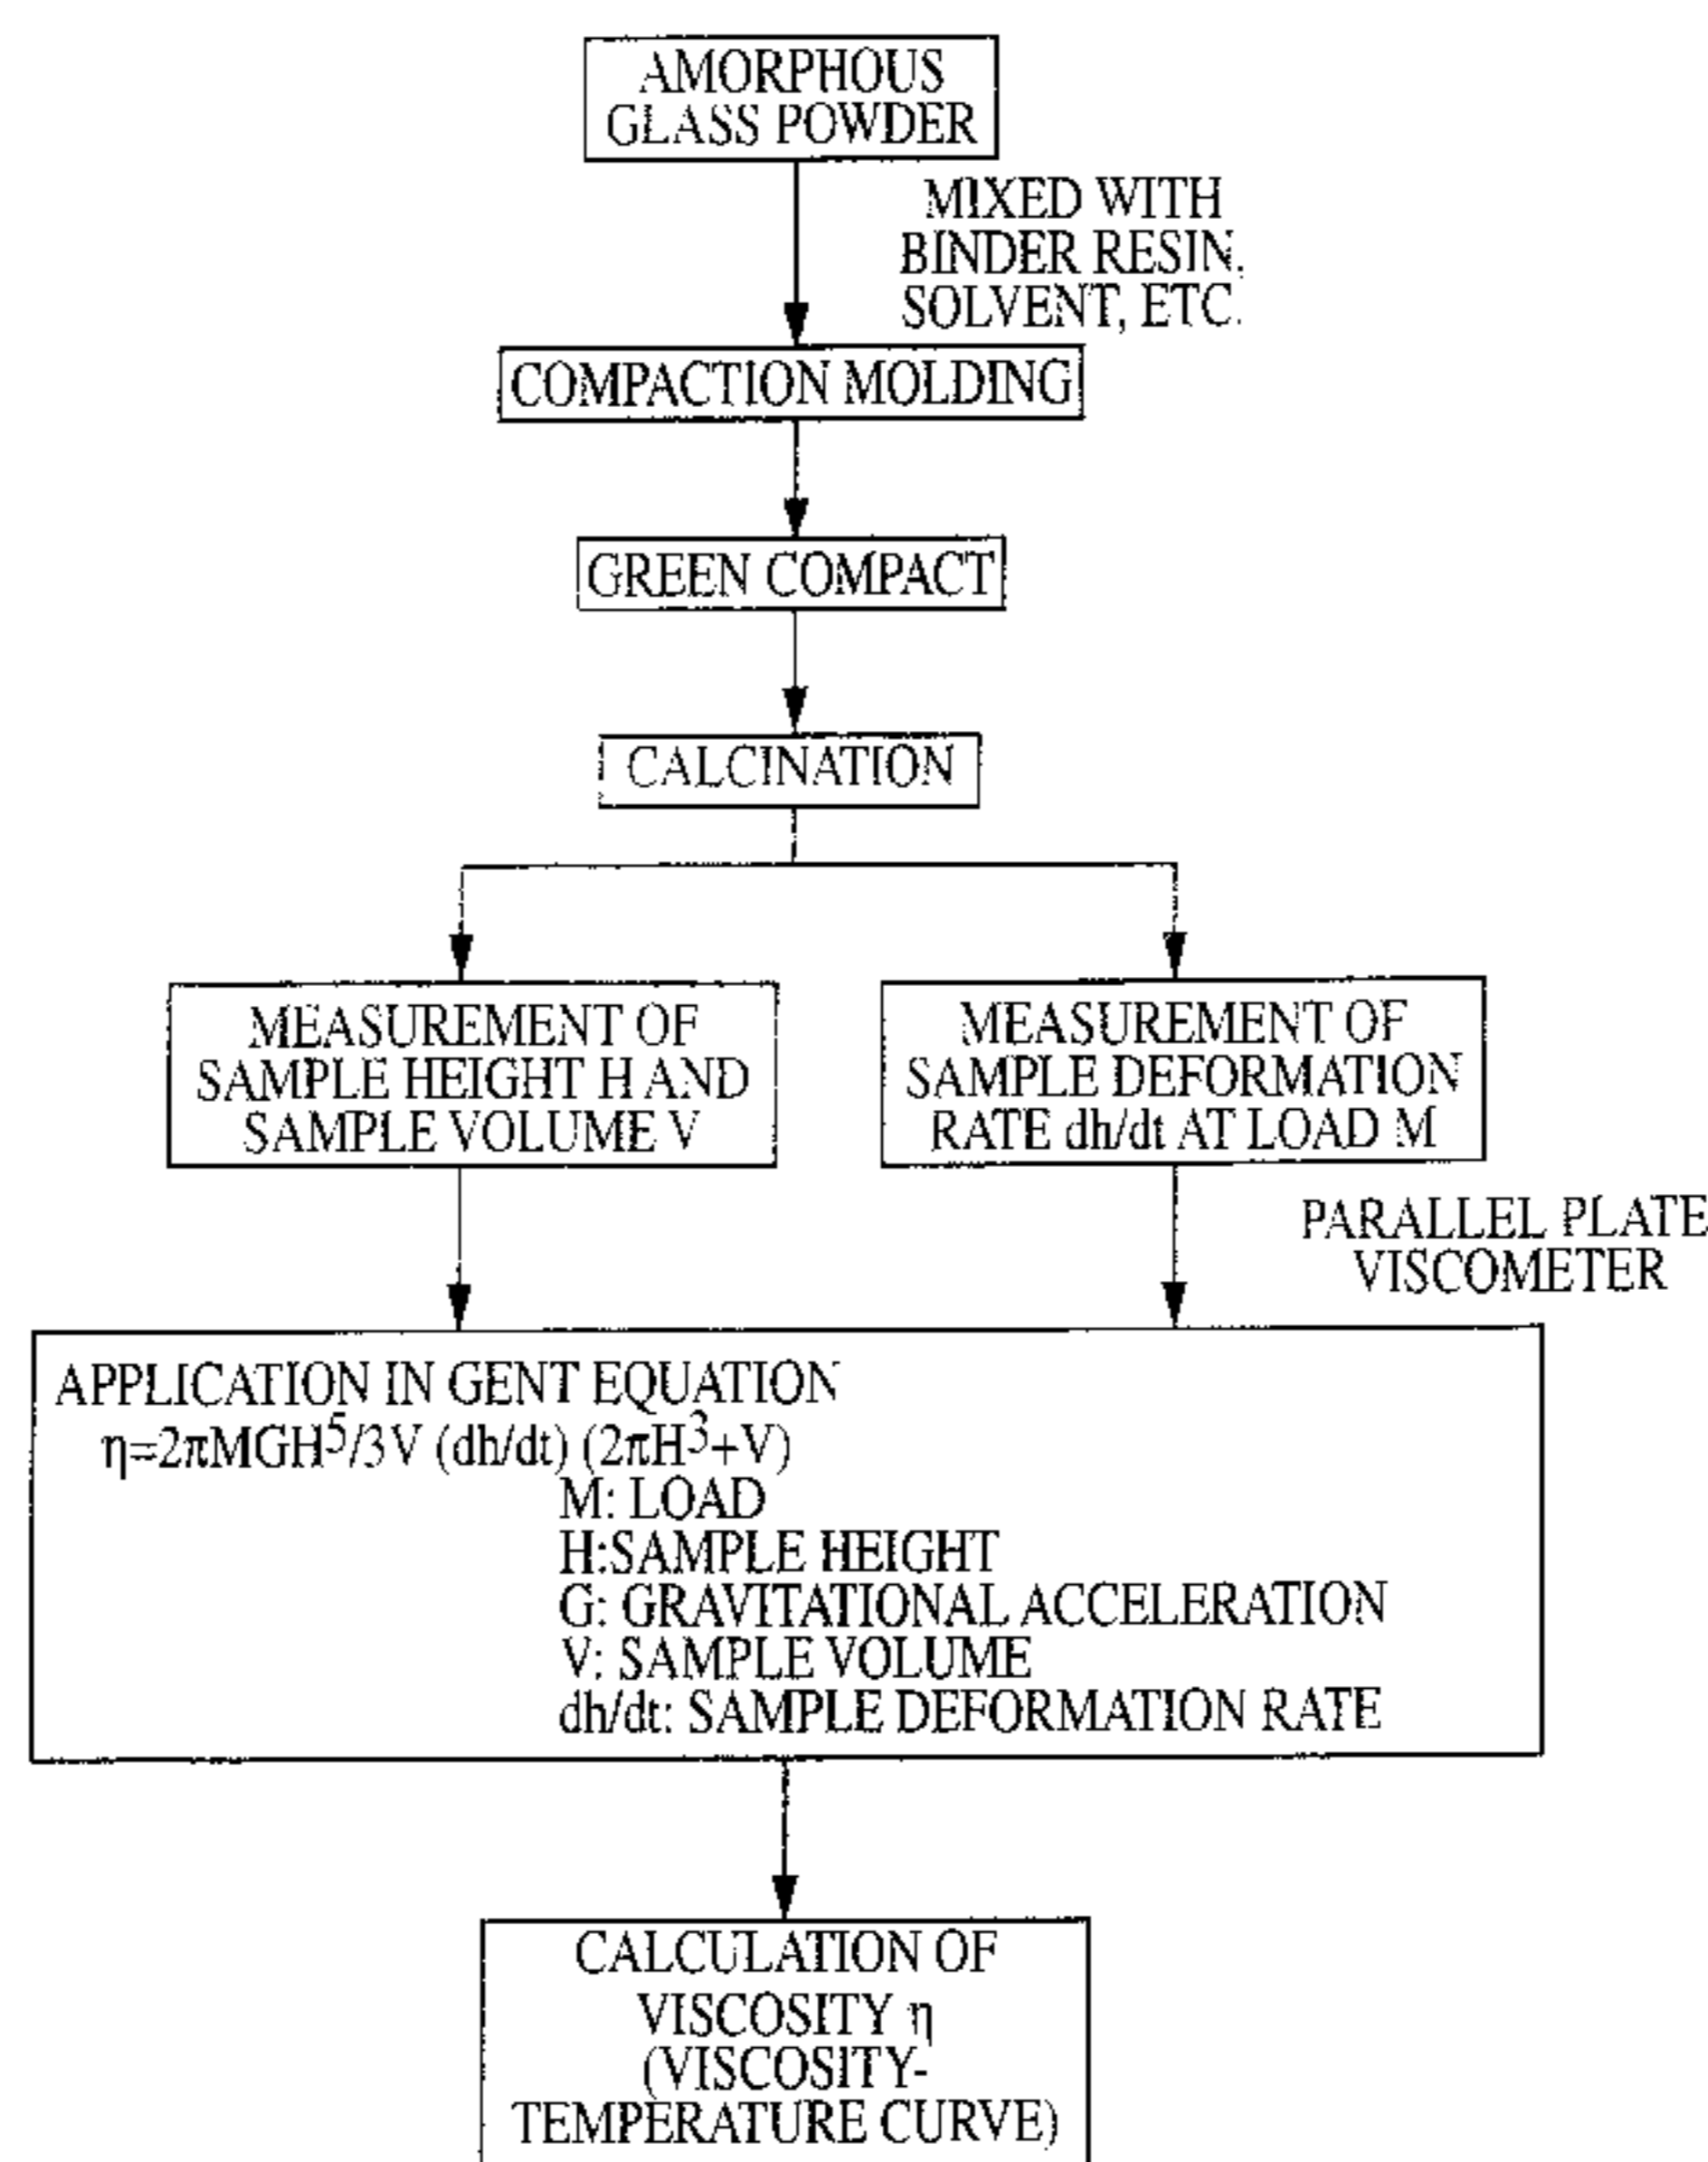 AMORPHOUS
GLASS POWDER
MIXED WITH
BINDER RESIN,
SOLVENT, ETC.
COMPACTION MOLDING
GREEN COMPACT
CALCINATION
MEASUREMENT OF
SAMPLE HEIGHT H AND
SAMPLE VOLUME V
MEASUREMENT OF
SAMPLE DEFORMATION
RATE dh/dt AT LOAD M
PARALLEL PLATE
VISCOMETER
APPLICATION IN GENT EQUATION
η=2πMGH⁵/3V (dh/dt) (2πH³+V)
M: LOAD
H:SAMPLE HEIGHT
G: GRAVITATIONAL ACCELERATION
V: SAMPLE VOLUME
dh/dt: SAMPLE DEFORMATION RATE
CALCULATION OF
VISCOSITY η
(VISCOSITY-
TEMPERATURE CURVE)